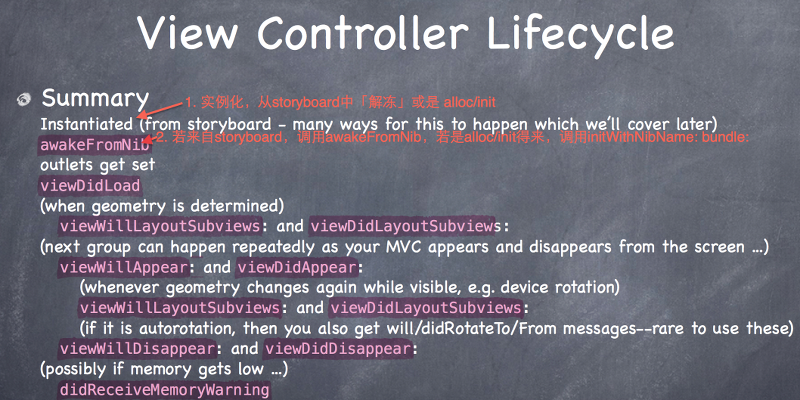 View Controller Lifecycle
Summary
1. 实例化，从storyboard中「解冻」或是 alloc/init
Instantiated (from storyboard - many ways for this to happen which we'll cover later)
2. 若来自storyboard，调用awakeFromNib，若是alloc/init得来，调用initWithNibName: bundle:
awakeFromNib
outlets get set
viewDidLoad
(when geometry is determined)
viewWillLayoutSubviews: and viewDidLayoutSubviews:
(next group can happen repeatedly as your MVC appears and disappears from the screen ...)
viewWillAppear: and viewDidAppear:
(whenever geometry changes again while visible, e.g. device rotation)
viewWillLayoutSubviews: and viewDidLayoutSubviews:
(if it is autorotation, then you also get will/didRotateTo/From messages--rare to use these)
viewWillDisappear: and viewDidDisappear:
(possibly if memory gets low ...)
didReceiveMemoryWarning